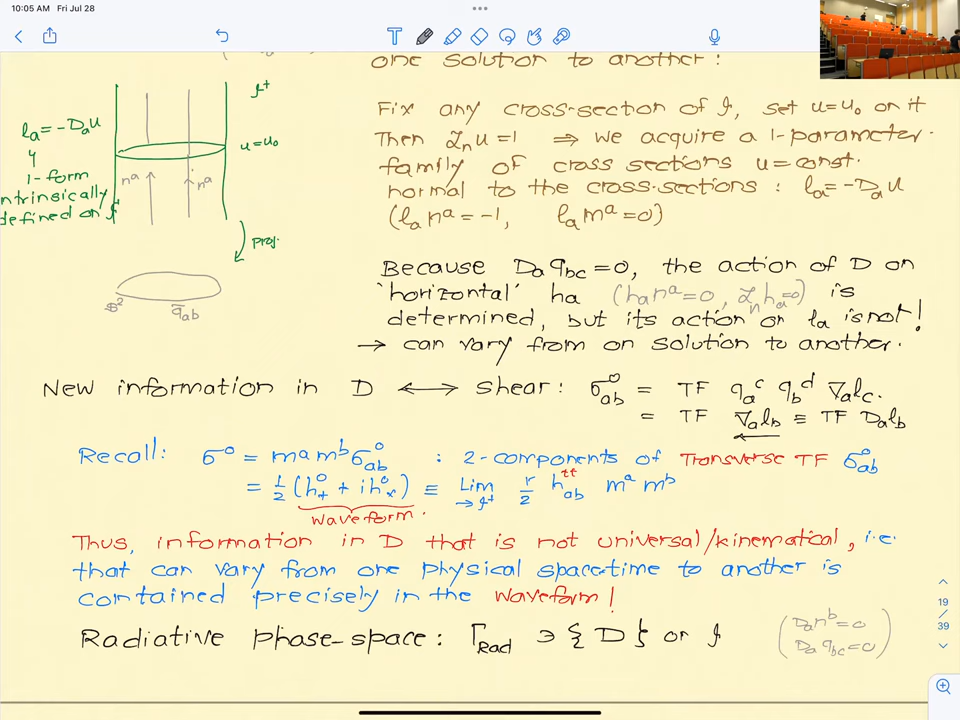 10:05 AM Fri Jul 28
one solution to another:
Fix any cross-section of ℐ, set u=u₀ on it
Then ℒₙu=1 ⇒ we acquire a 1-parameter
family of cross sections u=const.
normal to the cross-sections: lₐ=-Dₐu
(lₐnᵃ=-1, lₐmᵃ=0)
ℐ⁺
lₐ=-Dₐu
u=u₀
1-form
intrinsically
defined on ℐ
nᵃ
nᵃ
proj.
𝕊²
q̄ab
Because Dₐq_bc=0, the action of D on
'horizontal' ha (hₐnᵃ=0, ℒₙhₐ=0) is
determined, but its action on lₐ is not!
→ can vary from on solution to another.
New information in D ⟷ shear: σ°ab = TF qₐᶜ q_bᵈ ∇ₐl_c.
= TF ∇ₐl_b ≡ TF Dₐl_b
Recall: σ° = mᵃmᵇσ°ab : 2-components of Transverse TF σ°ab
= ½(h°₊ + ih°ₓ) ≡ Lim →ℐ⁺ r/2 hᵗᵗab mᵃmᵇ
waveform.
Thus, information in D that is not universal/kinematical, i.e.
that can vary from one physical spacetime to another is
contained precisely in the waveform!
Radiative Phase-space: Γ_Rad ∋ {D} on ℐ (Dₐnᵇ=0
Dₐq_bc=0)
19
/
39